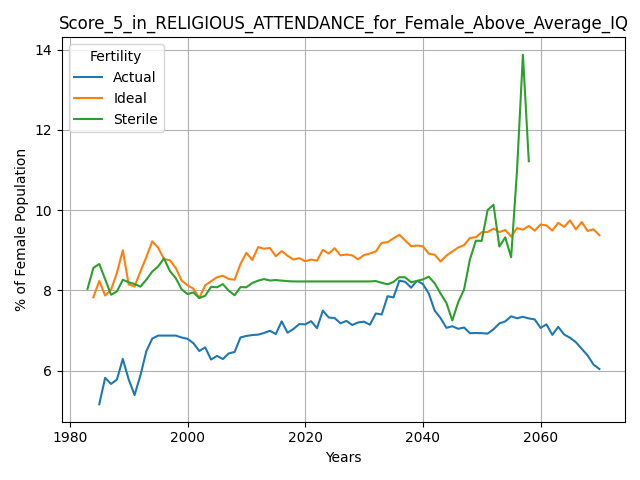 Score_5_in_RELIGIOUS_ATTENDANCE_for_Female_Above_Average_IQ
Fertility
Actual
Ideal
Sterile
% of Female Population
14
12
10
8
6
1980
2000
2020
2040
2060
Years